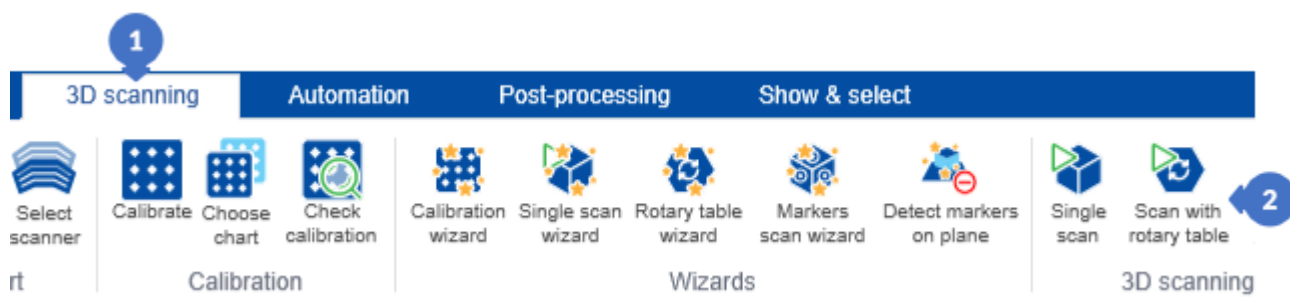 1
3D scanning Automation Post-processing Show & select
Select Calibrate Choose Check Calibration Single scan Rotary table Markers Detect markers Single Scan with 2
scanner chart calibration wizard wizard wizard scan wizard on plane scan rotary table
rt Calibration Wizards 3D scanning